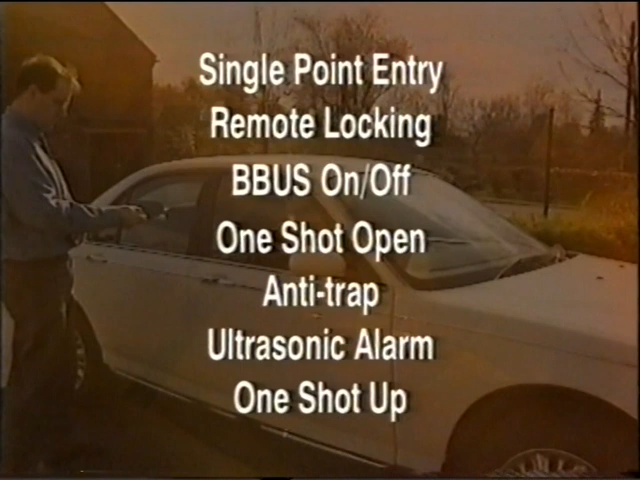 Single Point Entry
Remote Locking
BBUS On/Off
One Shot Open
Anti-trap
Ultrasonic Alarm
One Shot Up